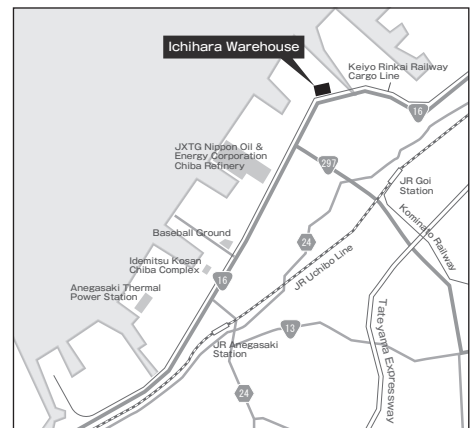 Ichihara Warehouse
Keiyo Rinkai Railway
Cargo Line
16
JXTG Nippon Oil &
Energy Corporation
Chiba Refinery
297
JR Goi
Station
Kominato Railway
Baseball Ground
24
Idemitsu Kosan
Chiba Complex
16
JR Uchibo Line
Anegasaki Thermal
Power Station
Tateyama Expressway
13
JR Anegasaki
Station
24